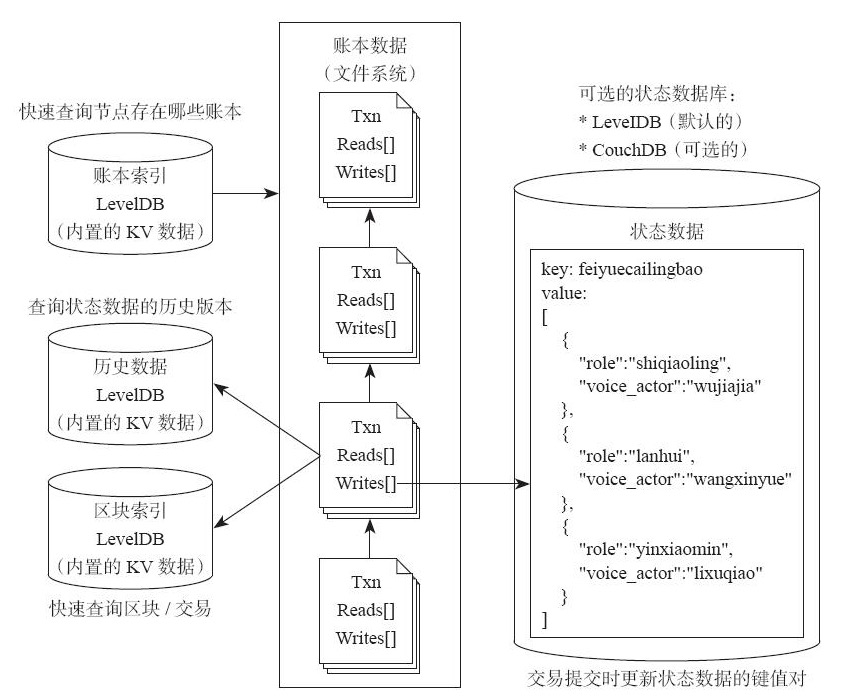 快速查询节点存在哪些账本
账本索引
LevelDB
(内置的 KV 数据)
查询状态数据的历史版本
历史数据
LevelDB
(内置的 KV 数据)
区块索引
LevelDB
(内置的 KV 数据)
快速查询区块 / 交易
账本数据
(文件系统)
Txn
Reads[]
Writes[]
Txn
Reads[]
Writes[]
Txn
Reads[]
Writes[]
Txn
Reads[]
Writes[]
可选的状态数据库：
* LevelDB（默认的）
* CouchDB（可选的）
状态数据
key: feiyuecailingbao
value:
[
{
"role":"shiqiaoling",
"voice_actor":"wujiajia"
},
{
"role":"lanhui",
"voice_actor":"wangxinyue"
},
{
"role":"yinxiaomin",
"voice_actor":"lixuqiao"
}
]
交易提交时更新状态数据的键值对